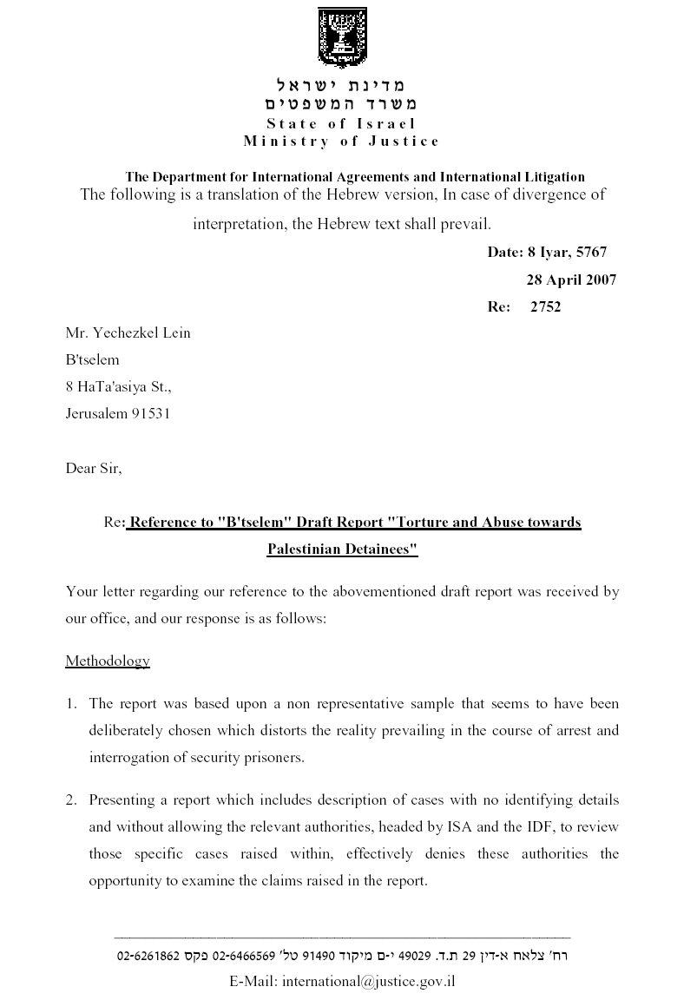 מדינת ישראל
משרד המשפטים
State of Israel
Ministry of Justice
The Department for International Agreements and International Litigation
The following is a translation of the Hebrew version, In case of divergence of
interpretation, the Hebrew text shall prevail.
Date: 8 Iyar, 5767
28 April 2007
Re: 2752
Mr. Yechezkel Lein
B'tselem
8 HaTa'asiya St.,
Jerusalem 91531
Dear Sir,
Re: Reference to "B'tselem" Draft Report "Torture and Abuse towards
Palestinian Detainees"
Your letter regarding our reference to the abovementioned draft report was received by
our office, and our response is as follows:
Methodology
1. The report was based upon a non representative sample that seems to have been
deliberately chosen which distorts the reality prevailing in the course of arrest and
interrogation of security prisoners.
2. Presenting a report which includes description of cases with no identifying details
and without allowing the relevant authorities, headed by ISA and the IDF, to review
those specific cases raised within, effectively denies these authorities the
opportunity to examine the claims raised in the report.
רח' צלאח א-דין 29 ת.ד. 49029 י-ם מיקוד 91490 טל' 02-6466569 פקס 02-6261862
E-Mail: international@justice.gov.il